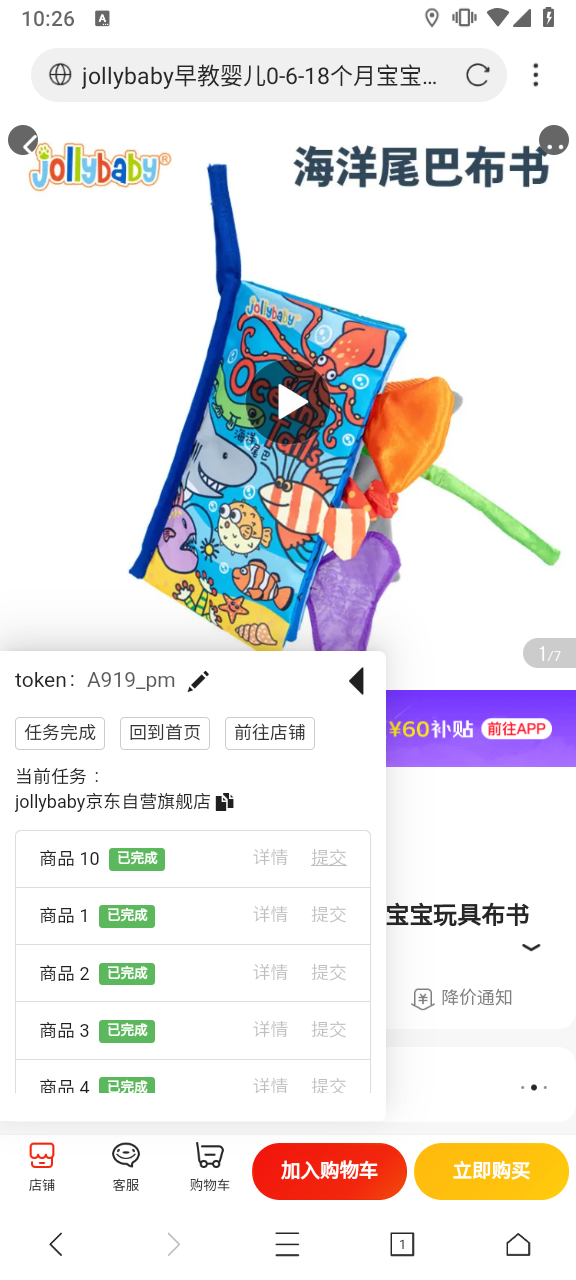 10:26
A
jollybaby早教婴儿0-6-18个月宝宝...
jollybaby®
海洋尾巴布书
jollybaby
Ocean Tails
海洋尾巴
1/7
token： A919_pm
¥60补贴 前往APP
任务完成 回到首页 前往店铺
当前任务：
jollybaby京东自营旗舰店
商品 10 已完成 详情 提交
商品 1 已完成 详情 提交
宝宝玩具布书
商品 2 已完成 详情 提交
降价通知
商品 3 已完成 详情 提交
商品 4 已完成 详情 提交
店铺 客服 购物车 加入购物车 立即购买
1